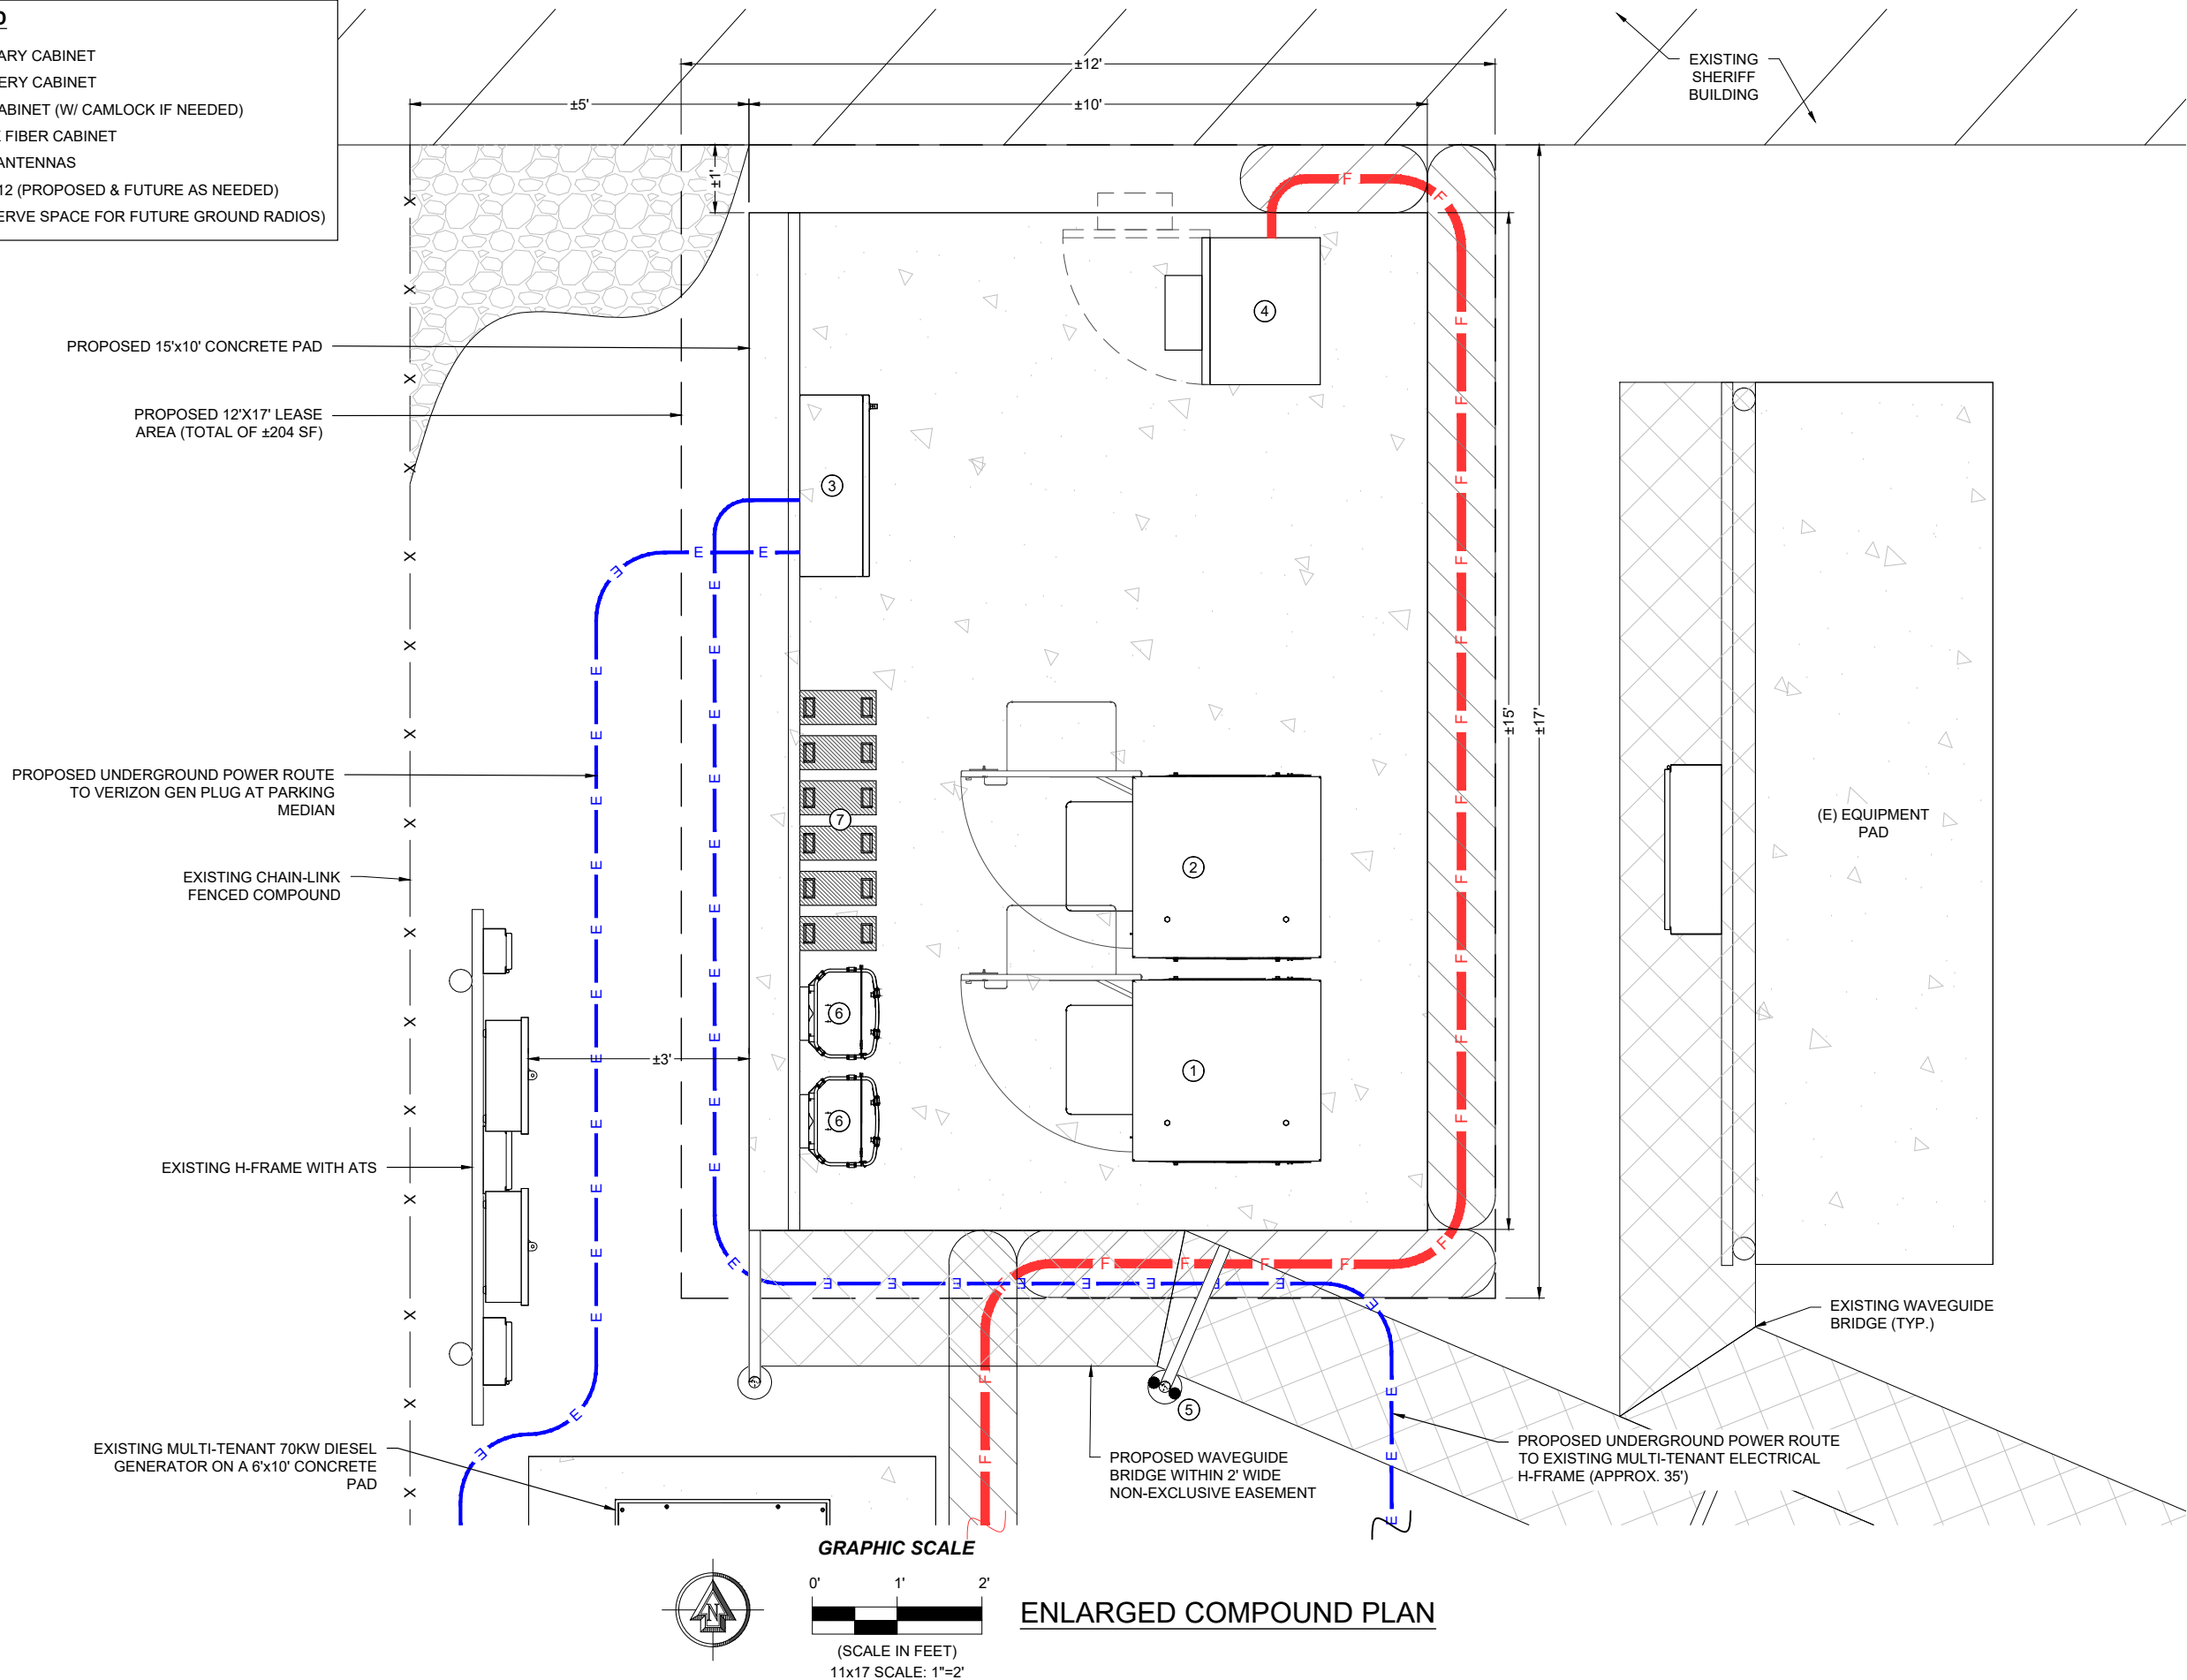 ARY CABINET
ERY CABINET
ABINET (W/ CAMLOCK IF NEEDED)
FIBER CABINET
ANTENNAS
12 (PROPOSED & FUTURE AS NEEDED)
ERVE SPACE FOR FUTURE GROUND RADIOS)
±12'
±5'
±10'
±1'
EXISTING
SHERIFF
BUILDING
PROPOSED 15'x10' CONCRETE PAD
PROPOSED 12'X17' LEASE
AREA (TOTAL OF ±204 SF)
4
3
±15'
±17'
PROPOSED UNDERGROUND POWER ROUTE
TO VERIZON GEN PLUG AT PARKING
MEDIAN
7
2
(E) EQUIPMENT
PAD
EXISTING CHAIN-LINK
FENCED COMPOUND
6
±3'
1
6
EXISTING H-FRAME WITH ATS
EXISTING WAVEGUIDE
BRIDGE (TYP.)
5
EXISTING MULTI-TENANT 70KW DIESEL
GENERATOR ON A 6'x10' CONCRETE
PAD
PROPOSED WAVEGUIDE
BRIDGE WITHIN 2' WIDE
NON-EXCLUSIVE EASEMENT
PROPOSED UNDERGROUND POWER ROUTE
TO EXISTING MULTI-TENANT ELECTRICAL
H-FRAME (APPROX. 35')
GRAPHIC SCALE
0' 1' 2'
N
ENLARGED COMPOUND PLAN
(SCALE IN FEET)
11x17 SCALE: 1"=2'